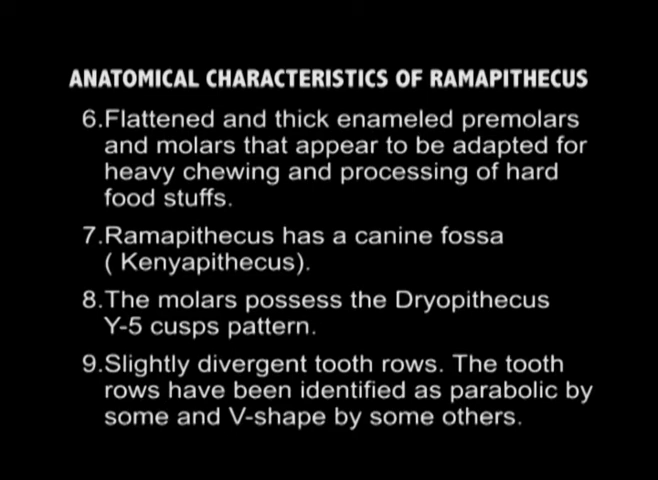 ANATOMICAL CHARACTERISTICS OF RAMAPITHECUS
6.Flattened and thick enameled premolars
and molars that appear to be adapted for
heavy chewing and processing of hard
food stuffs.
7.Ramapithecus has a canine fossa
( Kenyapithecus).
8.The molars possess the Dryopithecus
Y-5 cusps pattern.
9.Slightly divergent tooth rows. The tooth
rows have been identified as parabolic by
some and V-shape by some others.